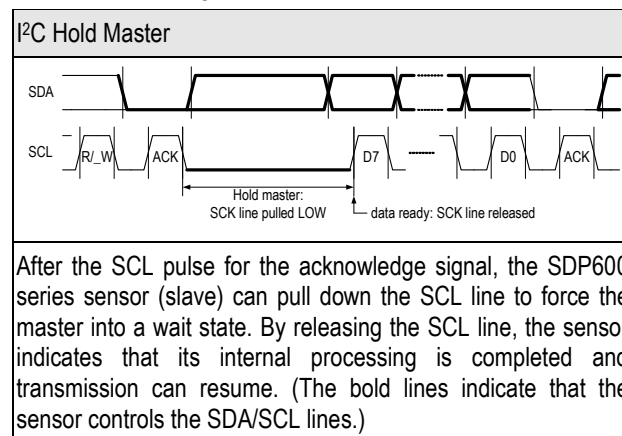 I²C Hold Master
SDA
SCL
R/_W
ACK
D7
D0
ACK
Hold master:
SCK line pulled LOW
data ready: SCK line released
After the SCL pulse for the acknowledge signal, the SDP600
series sensor (slave) can pull down the SCL line to force the
master into a wait state. By releasing the SCL line, the senso
indicates that its internal processing is completed and
transmission can resume. (The bold lines indicate that the
sensor controls the SDA/SCL lines.)